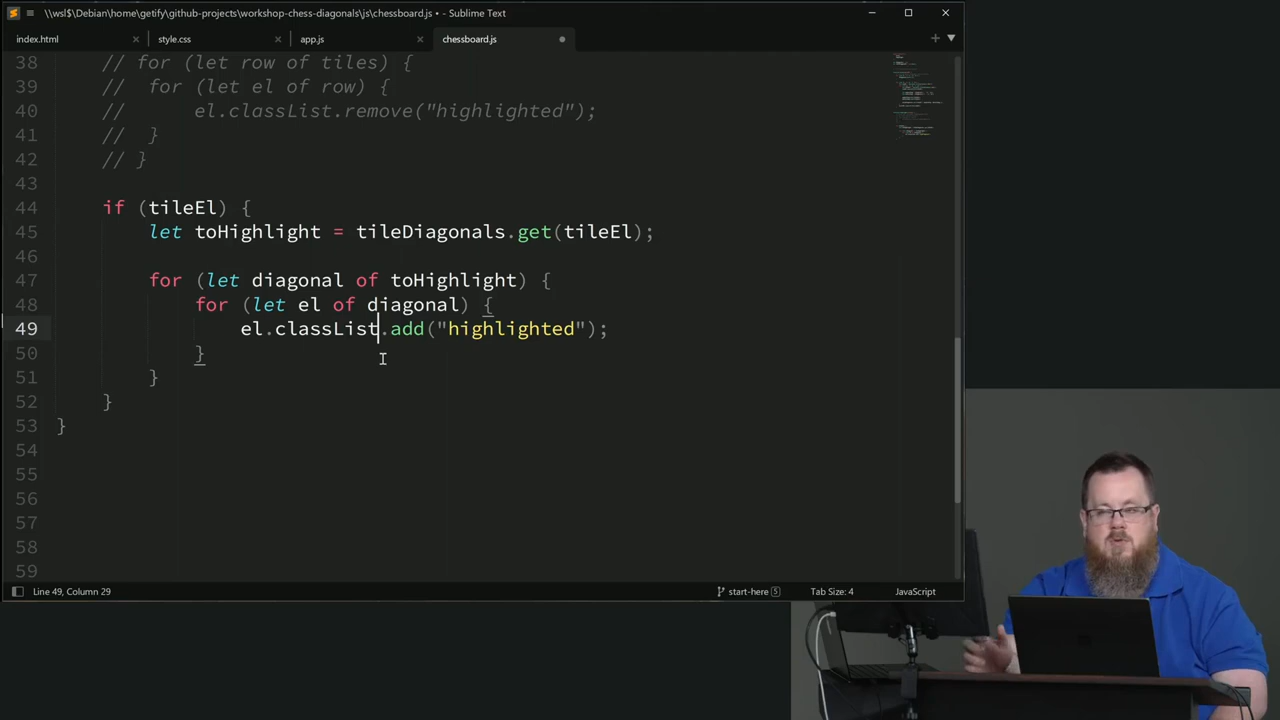 \\wsl$\Debian\home\getify\github-projects\workshop-chess-diagonals\js\chessboard.js • - Sublime Text
index.html
style.css
app.js
chessboard.js
38 // for (let row of tiles) {
39 // for (let el of row) {
40 // el.classList.remove("highlighted");
41 // }
42 // }
43
44 if (tileEl) {
45 let toHighlight = tileDiagonals.get(tileEl);
46
47 for (let diagonal of toHighlight) {
48 for (let el of diagonal) {
49 el.classList.add("highlighted");
50 }
51 }
52 }
53 }
54
55
56
57
58
59
Line 49, Column 29
start-here 5
Tab Size: 4
JavaScript